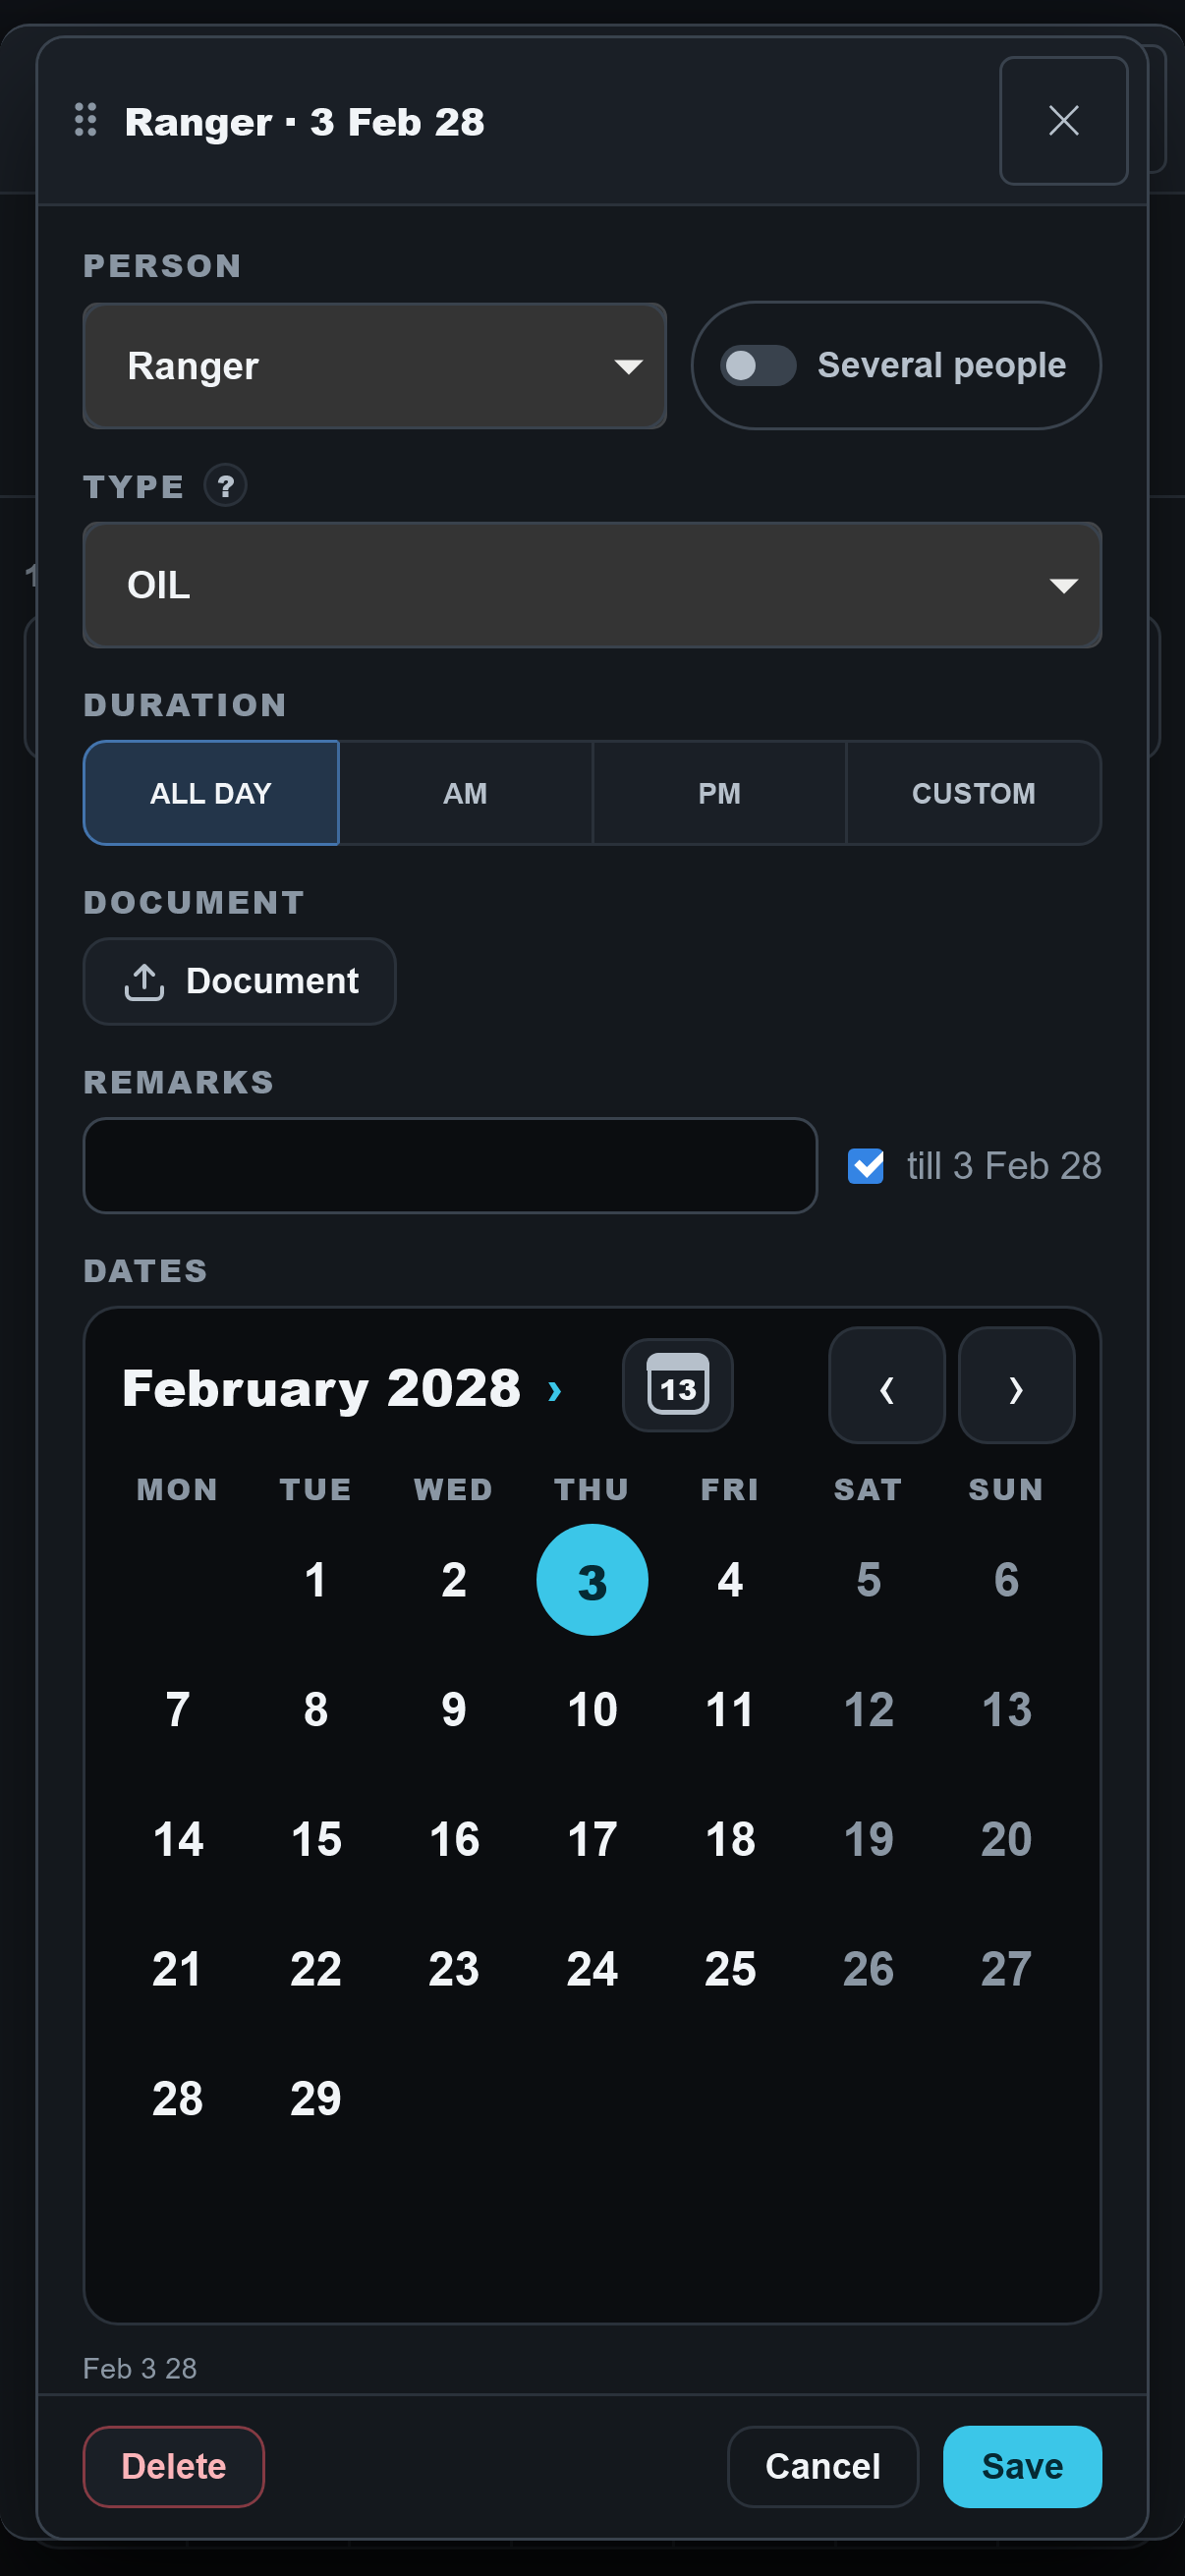 Ranger · 3 Feb 28
PERSON
Ranger
Several people
TYPE ?
OIL
DURATION
ALL DAY AM PM CUSTOM
DOCUMENT
Document
REMARKS
till 3 Feb 28
DATES
February 2028 › 13 ‹ ›
MON TUE WED THU FRI SAT SUN
1 2 3 4 5 6
7 8 9 10 11 12 13
14 15 16 17 18 19 20
21 22 23 24 25 26 27
28 29
Feb 3 28
Delete Cancel Save